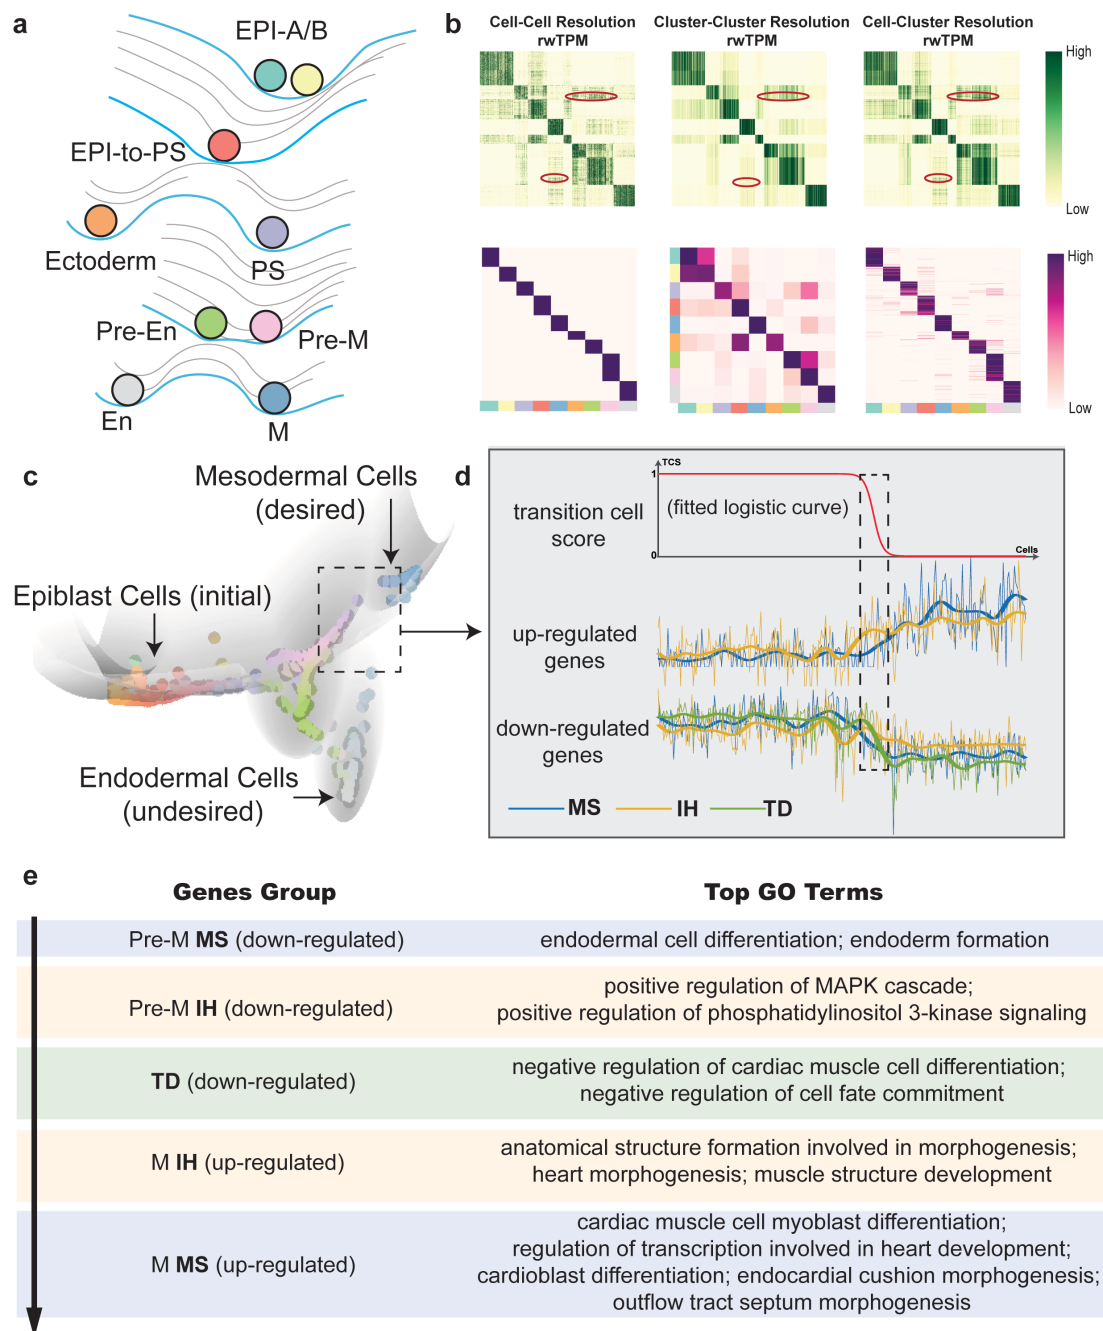 a
EPI-A/B
EPI-to-PS
Ectoderm
PS
Pre-En
Pre-M
En
M
b
Cell-Cell Resolution
rwTPM
Cluster-Cluster Resolution
rwTPM
Cell-Cluster Resolution
rwTPM
High
Low
High
Low
c
Mesodermal Cells
(desired)
Epiblast Cells (initial)
Endodermal Cells
(undesired)
d
TCS
1
0
Cells
transition cell
score
(fitted logistic curve)
up-regulated
genes
down-regulated
genes
MS
IH
TD
e
Genes Group
Top GO Terms
Pre-M MS (down-regulated)
endodermal cell differentiation; endoderm formation
Pre-M IH (down-regulated)
positive regulation of MAPK cascade;
positive regulation of phosphatidylinositol 3-kinase signaling
TD (down-regulated)
negative regulation of cardiac muscle cell differentiation;
negative regulation of cell fate commitment
M IH (up-regulated)
anatomical structure formation involved in morphogenesis;
heart morphogenesis; muscle structure development
M MS (up-regulated)
cardiac muscle cell myoblast differentiation;
regulation of transcription involved in heart development;
cardioblast differentiation; endocardial cushion morphogenesis;
outflow tract septum morphogenesis